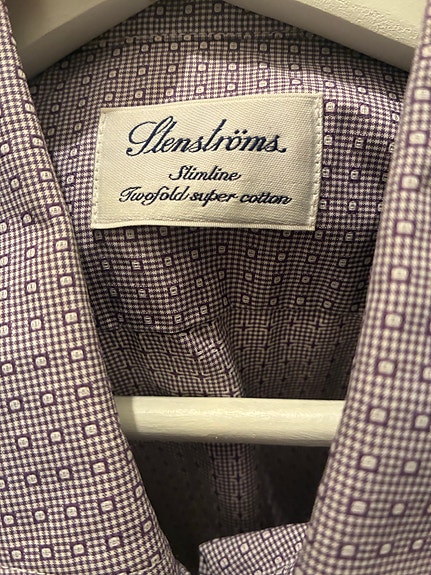 Stenströms
Slimline
Twofold super cotton